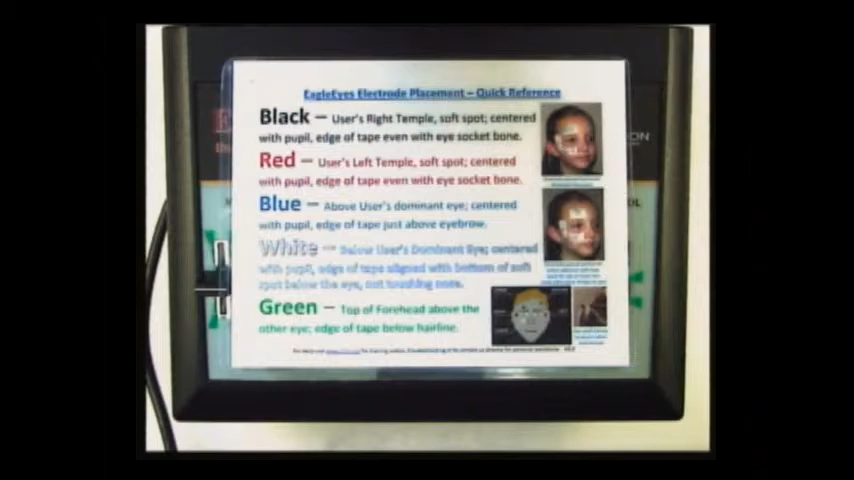 EagleEyes Electrode Placement – Quick Reference
Black – User's Right Temple, soft spot; centered
with pupil, edge of tape even with eye socket bone.
Red – User's Left Temple, soft spot; centered
with pupil, edge of tape even with eye socket bone.
Blue – Above User's dominant eye; centered
with pupil, edge of tape just above eyebrow.
White – Below User's Dominant Eye; centered
with pupil, edge of tape aligned with bottom of soft
spot below the eye, not touching nose.
Green – Top of Forehead above the
other eye; edge of tape below hairline.
ON